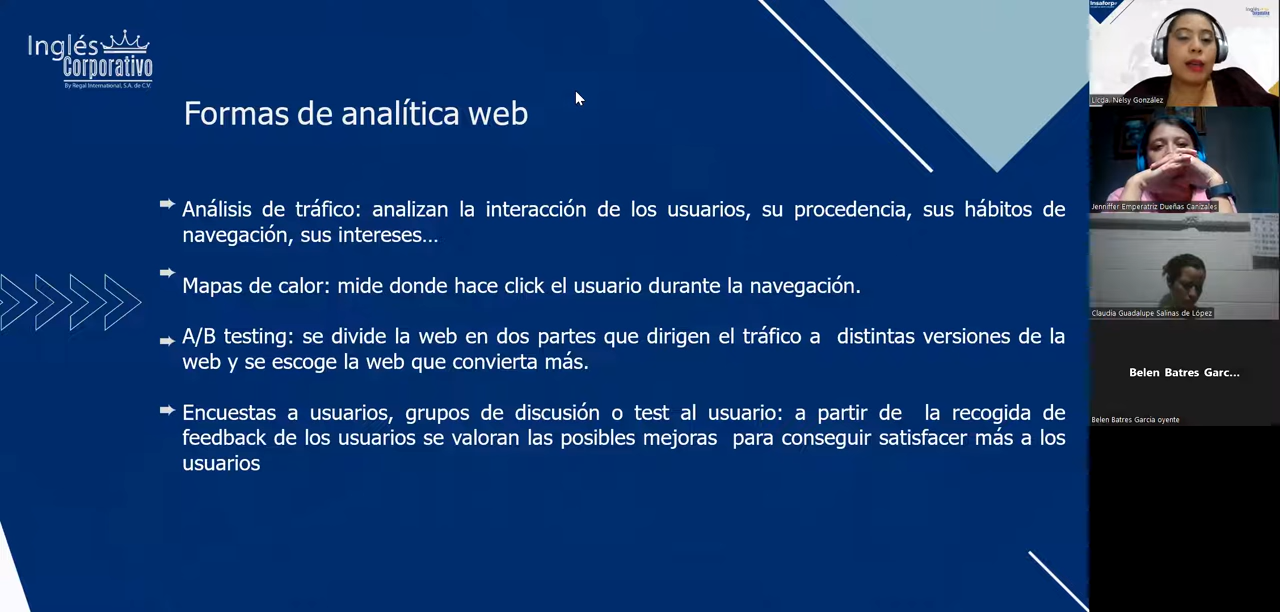 Inglés
Corporativo
By Regal International, S.A. de C.V.
Formas de analítica web
Análisis de tráfico: analizan la interacción de los usuarios, su procedencia, sus hábitos de
navegación, sus intereses…
Mapas de calor: mide donde hace click el usuario durante la navegación.
A/B testing: se divide la web en dos partes que dirigen el tráfico a distintas versiones de la
web y se escoge la web que convierta más.
Encuestas a usuarios, grupos de discusión o test al usuario: a partir de la recogida de
feedback de los usuarios se valoran las posibles mejoras para conseguir satisfacer más a los
usuarios
Insaforp
Licda. Nelsy González
Jenniffer Emperatriz Dueñas Canizales
Claudia Guadalupe Salinas de López
Belen Batres Garc...
Belen Batres Garcia oyente